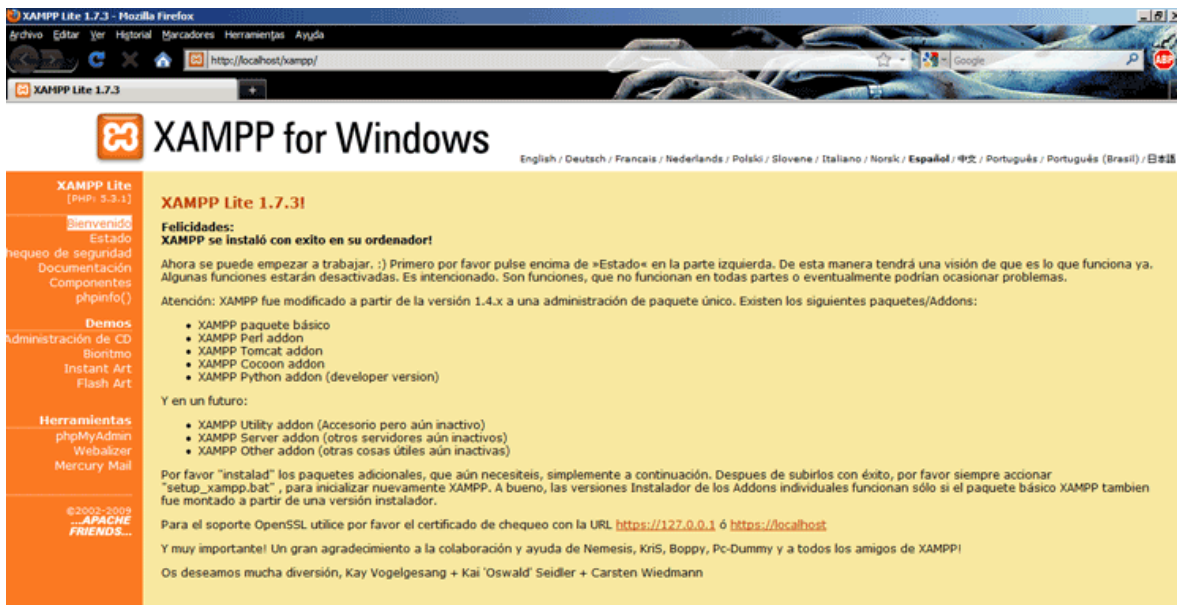 XAMPP Lite 1.7.3 - Mozilla Firefox
Archivo Editar Ver Historial Marcadores Herramientas Ayuda
http://localhost/xampp/
Google
ABP
XAMPP Lite 1.7.3
XAMPP for Windows
English / Deutsch / Francais / Nederlands / Polski / Slovene / Italiano / Norsk / Español / 中文 / Português / Português (Brasil) / 日本語
XAMPP Lite
[PHP: 5.3.1]
Bienvenido
Estado
hequeo de seguridad
Documentación
Componentes
phpinfo()
Demos
Administración de CD
Bioritmo
Instant Art
Flash Art
Herramientas
phpMyAdmin
Webalizer
Mercury Mail
©2002-2009
...APACHE
FRIENDS...
XAMPP Lite 1.7.3!
Felicidades:
XAMPP se instaló con exito en su ordenador!
Ahora se puede empezar a trabajar. :) Primero por favor pulse encima de »Estado« en la parte izquierda. De esta manera tendrá una visión de que es lo que funciona ya.
Algunas funciones estarán desactivadas. Es intencionado. Son funciones, que no funcionan en todas partes o eventualmente podrían ocasionar problemas.
Atención: XAMPP fue modificado a partir de la versión 1.4.x a una administración de paquete único. Existen los siguientes paquetes/Addons:
• XAMPP paquete básico
• XAMPP Perl addon
• XAMPP Tomcat addon
• XAMPP Cocoon addon
• XAMPP Python addon (developer version)
Y en un futuro:
• XAMPP Utility addon (Accesorio pero aún inactivo)
• XAMPP Server addon (otros servidores aún inactivos)
• XAMPP Other addon (otras cosas útiles aún inactivas)
Por favor "instalad" los paquetes adicionales, que aún necesiteis, simplemente a continuación. Despues de subirlos con éxito, por favor siempre accionar
"setup_xampp.bat" , para inicializar nuevamente XAMPP. A bueno, las versiones Instalador de los Addons individuales funcionan sólo si el paquete básico XAMPP tambien
fue montado a partir de una versión instalador.
Para el soporte OpenSSL utilice por favor el certificado de chequeo con la URL https://127.0.0.1 ó https://localhost
Y muy importante! Un gran agradecimiento a la colaboración y ayuda de Nemesis, KriS, Boppy, Pc-Dummy y a todos los amigos de XAMPP!
Os deseamos mucha diversión, Kay Vogelgesang + Kai 'Oswald' Seidler + Carsten Wiedmann